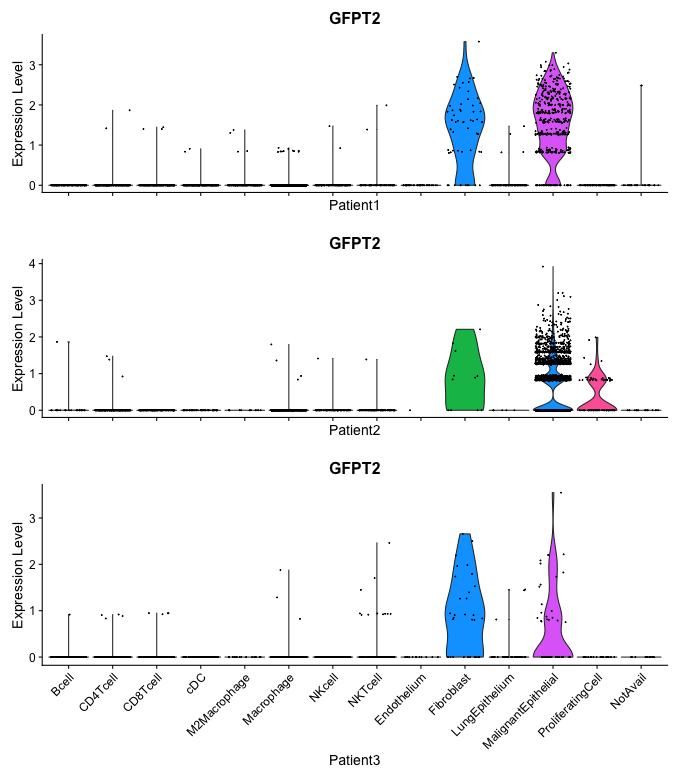 GFPT2
Expression Level
3
2
1
0
Patient1
GFPT2
Expression Level
4
3
2
1
0
Patient2
GFPT2
Expression Level
3
2
1
0
Bcell
CD4Tcell
CD8Tcell
cDC
M2Macrophage
Macrophage
NKcell
NKTcell
Endothelium
Fibroblast
LungEpithelium
MalignantEpithelial
ProliferatingCell
NotAvail
Patient3